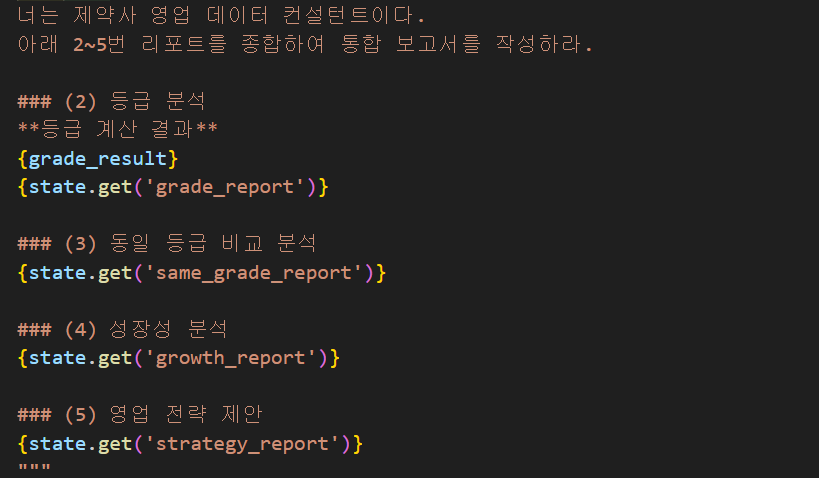 너는 제약사 영업 데이터 컨설턴트이다.
아래 2~5번 리포트를 종합하여 통합 보고서를 작성하라.
### (2) 등급 분석
**등급 계산 결과**
{grade_result}
{state.get('grade_report')}
### (3) 동일 등급 비교 분석
{state.get('same_grade_report')}
### (4) 성장성 분석
{state.get('growth_report')}
### (5) 영업 전략 제안
{state.get('strategy_report')}
"""